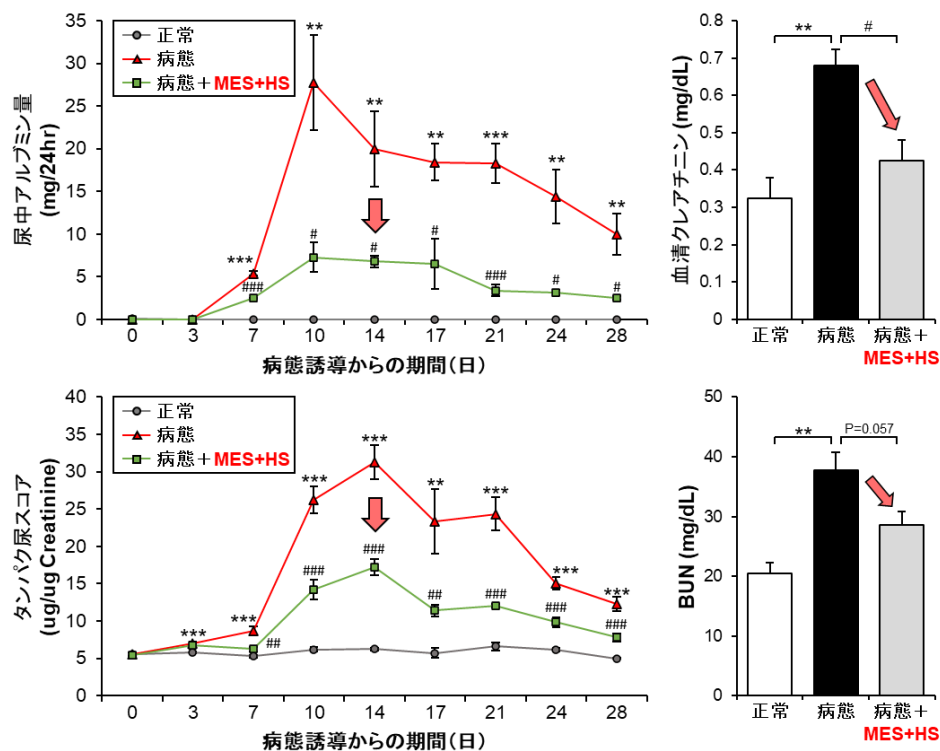 尿中アルブミン量
(mg/24hr)
35
30
25
20
15
10
5
0
正常
病態
病態＋MES+HS
***
###
**
#
**
#
**
#
***
###
**
#
**
#
0 3 7 10 14 17 21 24 28
病態誘導からの期間（日）
血清クレアチニン (mg/dL)
0.8
0.7
0.6
0.5
0.4
0.3
0.2
0.1
0
** #
正常 病態 病態＋
MES+HS
タンパク尿スコア
(ug/ug Creatinine)
40
35
30
25
20
15
10
5
0
正常
病態
病態＋MES+HS
***
***
##
***
###
***
###
**
##
***
###
***
###
***
###
0 3 7 10 14 17 21 24 28
病態誘導からの期間（日）
BUN (mg/dL)
50
40
30
20
10
0
** P=0.057
正常 病態 病態＋
MES+HS